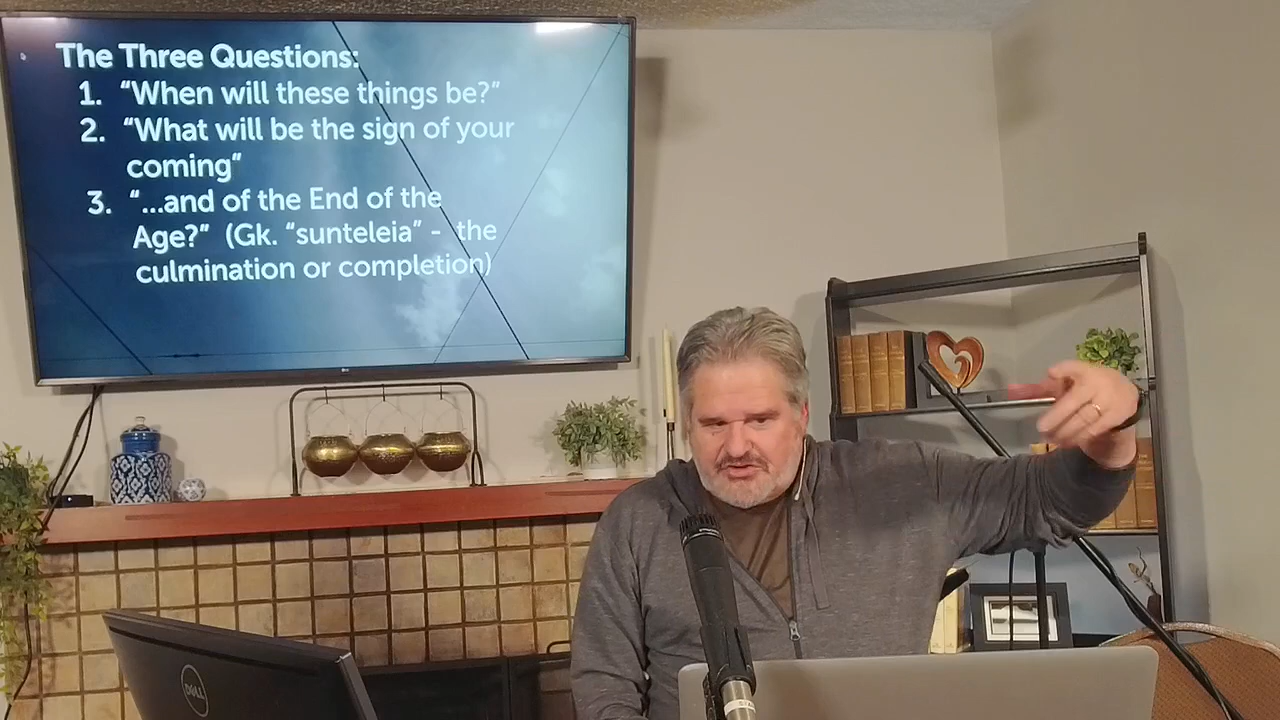 The Three Questions:
1. “When will these things be?”
2. “What will be the sign of your
coming”
3. “...and of the End of the
Age?” (Gk. “sunteleia” - the
culmination or completion)
LG
DELL